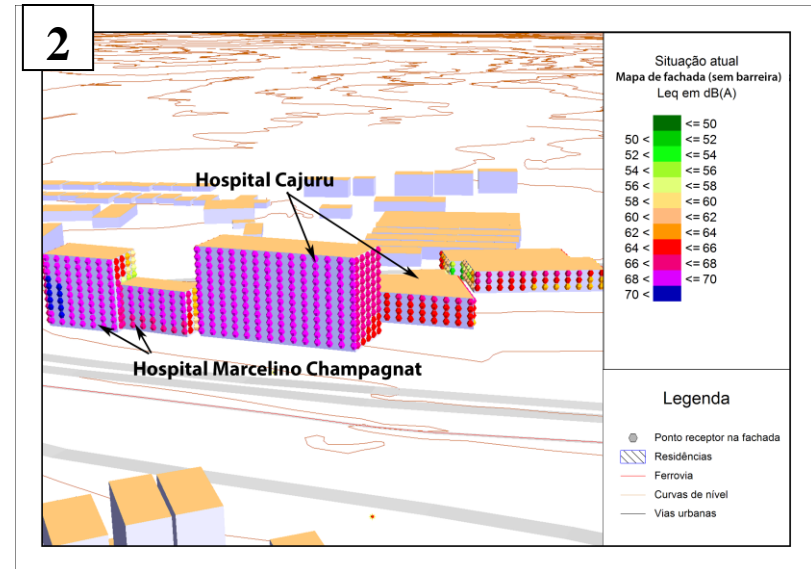 2
Situação atual
Mapa de fachada (sem barreira)
Leq em dB(A)
<= 50
50 < <= 52
52 < <= 54
54 < <= 56
56 < <= 58
58 < <= 60
60 < <= 62
62 < <= 64
64 < <= 66
66 < <= 68
68 < <= 70
70 <
Hospital Cajuru
Hospital Marcelino Champagnat
Legenda
Ponto receptor na fachada
Residências
Ferrovia
Curvas de nível
Vias urbanas